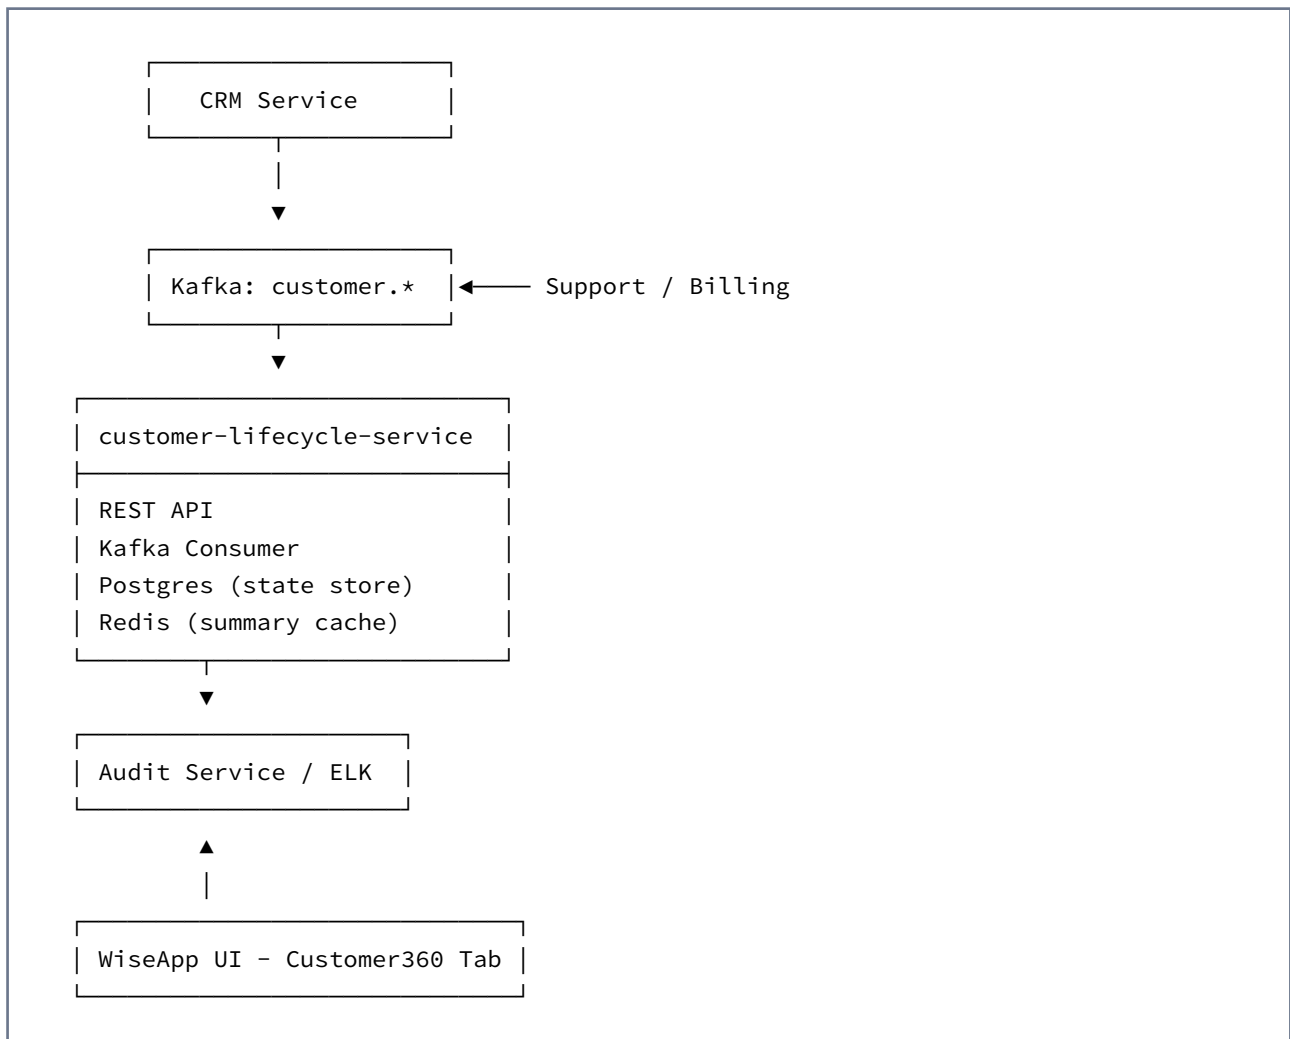 CRM Service
Kafka: customer.* Support / Billing
customer-lifecycle-service
REST API
Kafka Consumer
Postgres (state store)
Redis (summary cache)
Audit Service / ELK
WiseApp UI - Customer360 Tab